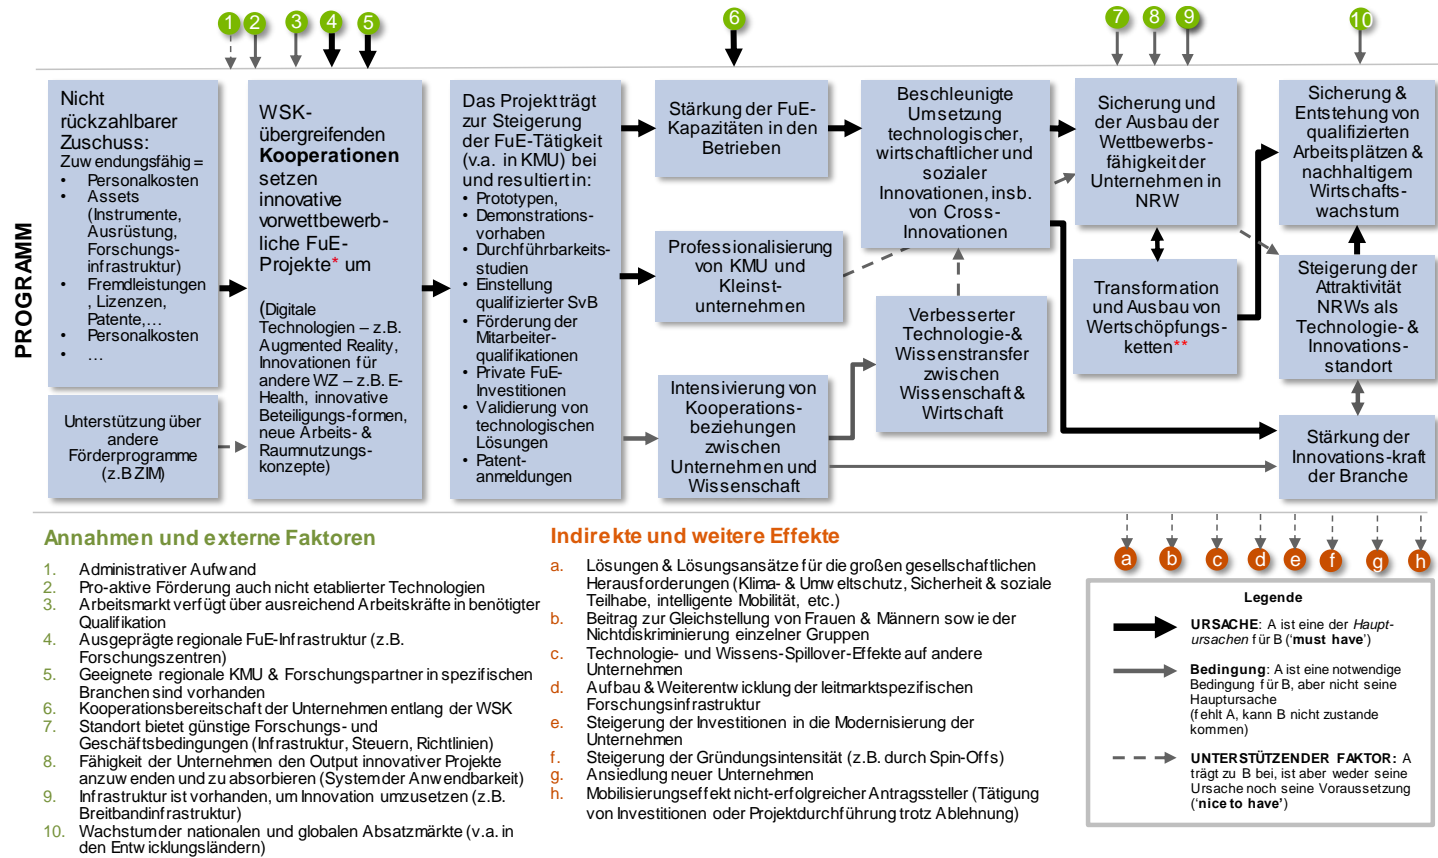 1
2
3
4
5
6
7
8
9
10
PROGRAMM
Nicht
rückzahlbarer
Zuschuss:
Zuwendungsfähig =
• Personalkosten
• Assets
(Instrumente,
Ausrüstung,
Forschungs-
infrastruktur)
• Fremdleistungen
, Lizenzen,
Patente,…
• Personalkosten
• …
Unterstützung über
andere
Förderprogramme
(z.B ZIM)
WSK-
übergreifenden
Kooperationen
setzen
innovative
vorwettbewerb-
liche FuE-
Projekte* um
(Digitale
Technologien – z.B.
Augmented Reality,
Innovationen für
andere WZ – z.B. E-
Health, innovative
Beteiligungs-formen,
neue Arbeits- &
Raumnutzungs-
konzepte)
Das Projekt trägt
zur Steigerung
der FuE-Tätigkeit
(v.a. in KMU) bei
und resultiert in:
• Prototypen,
• Demonstrations-
vorhaben
• Durchführbarkeits-
studien
• Einstellung
qualifizierter SvB
• Förderung der
Mitarbeiter-
qualifikationen
• Private FuE-
Investitionen
• Validierung von
technologischen
Lösungen
• Patent-
anmeldungen
Stärkung der FuE-
Kapazitäten in den
Betrieben
Professionalisierung
von KMU und
Kleinst-
unternehmen
Intensivierung von
Kooperations-
beziehungen
zwischen
Unternehmen und
Wissenschaft
Beschleunigte
Umsetzung
technologischer,
wirtschaftlicher und
sozialer
Innovationen, insb.
von Cross-
Innovationen
Verbesserter
Technologie- &
Wissenstransfer
zwischen
Wissenschaft &
Wirtschaft
Sicherung und
der Ausbau der
Wettbewerbs-
fähigkeit der
Unternehmen in
NRW
Transformation
und Ausbau von
Wertschöpfungs-
ketten**
Sicherung &
Entstehung von
qualifizierten
Arbeitsplätzen &
nachhaltigem
Wirtschafts-
wachstum
Steigerung der
Attraktivität
NRWs als
Technologie- &
Innovations-
standort
Stärkung der
Innovations-kraft
der Branche
Annahmen und externe Faktoren
1. Administrativer Aufwand
2. Pro-aktive Förderung auch nicht etablierter Technologien
3. Arbeitsmarkt verfügt über ausreichend Arbeitskräfte in benötigter
Qualifikation
4. Ausgeprägte regionale FuE-Infrastruktur (z.B.
Forschungszentren)
5. Geeignete regionale KMU & Forschungspartner in spezifischen
Branchen sind vorhanden
6. Kooperationsbereitschaft der Unternehmen entlang der WSK
7. Standort bietet günstige Forschungs- und
Geschäftsbedingungen (Infrastruktur, Steuern, Richtlinien)
8. Fähigkeit der Unternehmen den Output innovativer Projekte
anzuwenden und zu absorbieren (System der Anwendbarkeit)
9. Infrastruktur ist vorhanden, um Innovation umzusetzen (z.B.
Breitbandinfrastruktur)
10. Wachstum der nationalen und globalen Absatzmärkte (v.a. in
den Entwicklungsländern)
Indirekte und weitere Effekte
a. Lösungen & Lösungsansätze für die großen gesellschaftlichen
Herausforderungen (Klima- & Umweltschutz, Sicherheit & soziale
Teilhabe, intelligente Mobilität, etc.)
b. Beitrag zur Gleichstellung von Frauen & Männern sowie der
Nichtdiskriminierung einzelner Gruppen
c. Technologie- und Wissens-Spillover-Effekte auf andere
Unternehmen
d. Aufbau & Weiterentwicklung der leitmarktspezifischen
Forschungsinfrastruktur
e. Steigerung der Investitionen in die Modernisierung der
Unternehmen
f. Steigerung der Gründungsintensität (z.B. durch Spin-Offs)
g. Ansiedlung neuer Unternehmen
h. Mobilisierungseffekt nicht-erfolgreicher Antragssteller (Tätigung
von Investitionen oder Projektdurchführung trotz Ablehnung)
a
b
c
d
e
f
g
h
Legende
URSACHE: A ist eine der Haupt-
ursachen für B ('must have')
Bedingung: A ist eine notwendige
Bedingung für B, aber nicht seine
Hauptursache
(fehlt A, kann B nicht zustande
kommen)
UNTERSTÜTZENDER FAKTOR: A
trägt zu B bei, ist aber weder seine
Ursache noch seine Voraussetzung
('nice to have')